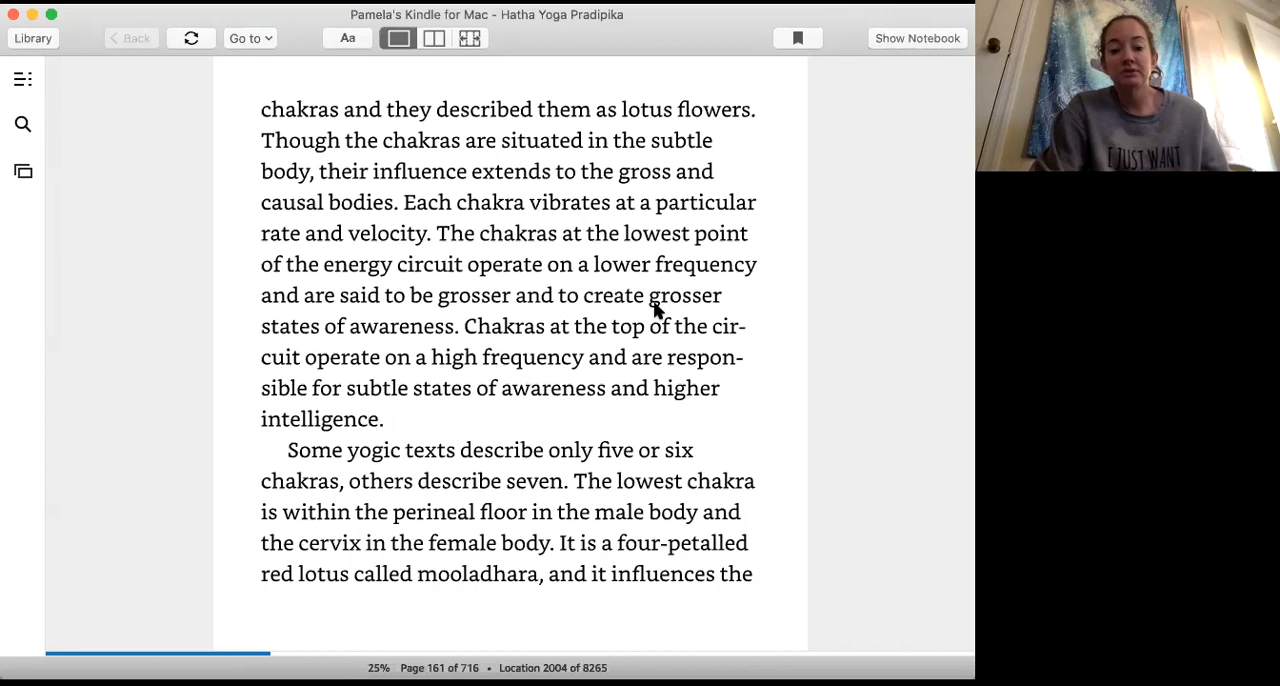 Pamela's Kindle for Mac - Hatha Yoga Pradipika
Library
Back
Go to
Aa
Show Notebook
chakras and they described them as lotus flowers.
Though the chakras are situated in the subtle
body, their influence extends to the gross and
causal bodies. Each chakra vibrates at a particular
rate and velocity. The chakras at the lowest point
of the energy circuit operate on a lower frequency
and are said to be grosser and to create grosser
states of awareness. Chakras at the top of the cir-
cuit operate on a high frequency and are respon-
sible for subtle states of awareness and higher
intelligence.
Some yogic texts describe only five or six
chakras, others describe seven. The lowest chakra
is within the perineal floor in the male body and
the cervix in the female body. It is a four-petalled
red lotus called mooladhara, and it influences the
25% Page 161 of 716 • Location 2004 of 8265
I JUST WANT